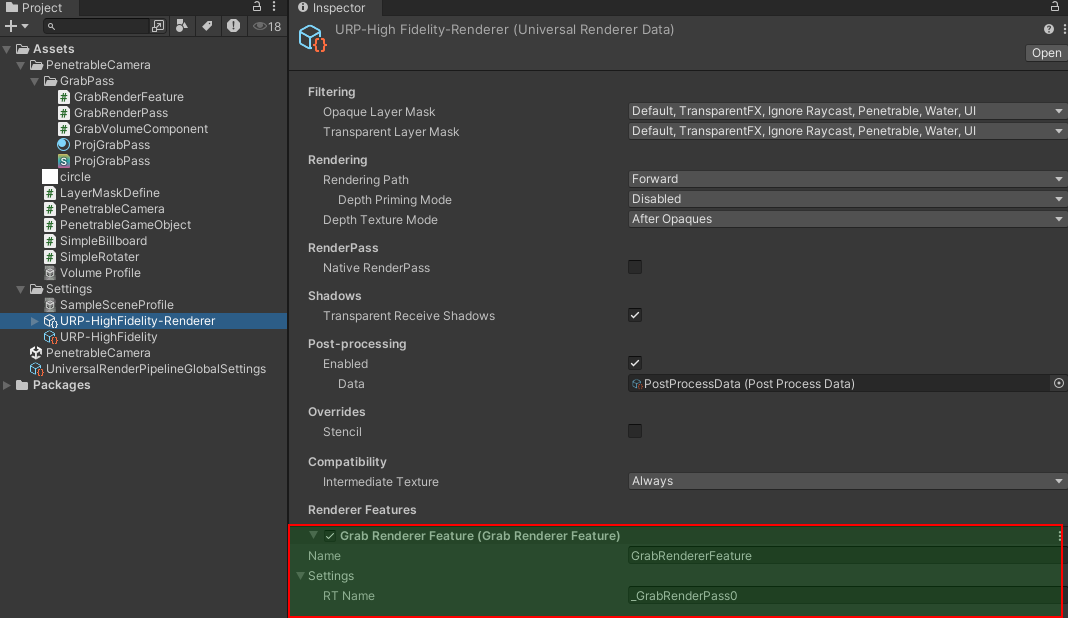 Project
18
Assets
PenetrableCamera
GrabPass
GrabRenderFeature
GrabRenderPass
GrabVolumeComponent
ProjGrabPass
ProjGrabPass
circle
LayerMaskDefine
PenetrableCamera
PenetrableGameObject
SimpleBillboard
SimpleRotater
Volume Profile
Settings
SampleSceneProfile
URP-HighFidelity-Renderer
URP-HighFidelity
PenetrableCamera
UniversalRenderPipelineGlobalSettings
Packages
Inspector
URP-High Fidelity-Renderer (Universal Renderer Data)
Open
Filtering
Opaque Layer Mask Default, TransparentFX, Ignore Raycast, Penetrable, Water, UI
Transparent Layer Mask Default, TransparentFX, Ignore Raycast, Penetrable, Water, UI
Rendering
Rendering Path Forward
Depth Priming Mode Disabled
Depth Texture Mode After Opaques
RenderPass
Native RenderPass
Shadows
Transparent Receive Shadows
Post-processing
Enabled
Data PostProcessData (Post Process Data)
Overrides
Stencil
Compatibility
Intermediate Texture Always
Renderer Features
Grab Renderer Feature (Grab Renderer Feature)
Name GrabRendererFeature
Settings
RT Name _GrabRenderPass0